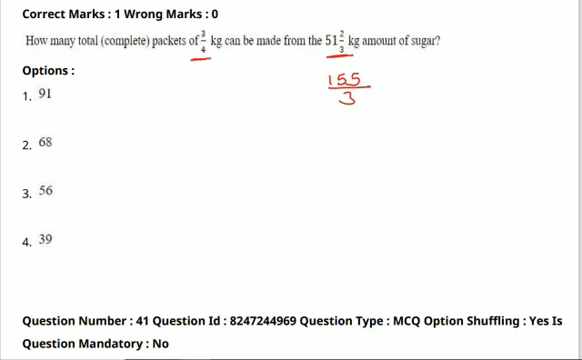 Correct Marks : 1 Wrong Marks : 0
How many total (complete) packets of 3/4 kg can be made from the 51 2/3 kg amount of sugar?
155
3
Options :
1. 91
2. 68
3. 56
4. 39
Question Number : 41 Question Id : 8247244969 Question Type : MCQ Option Shuffling : Yes Is
Question Mandatory : No